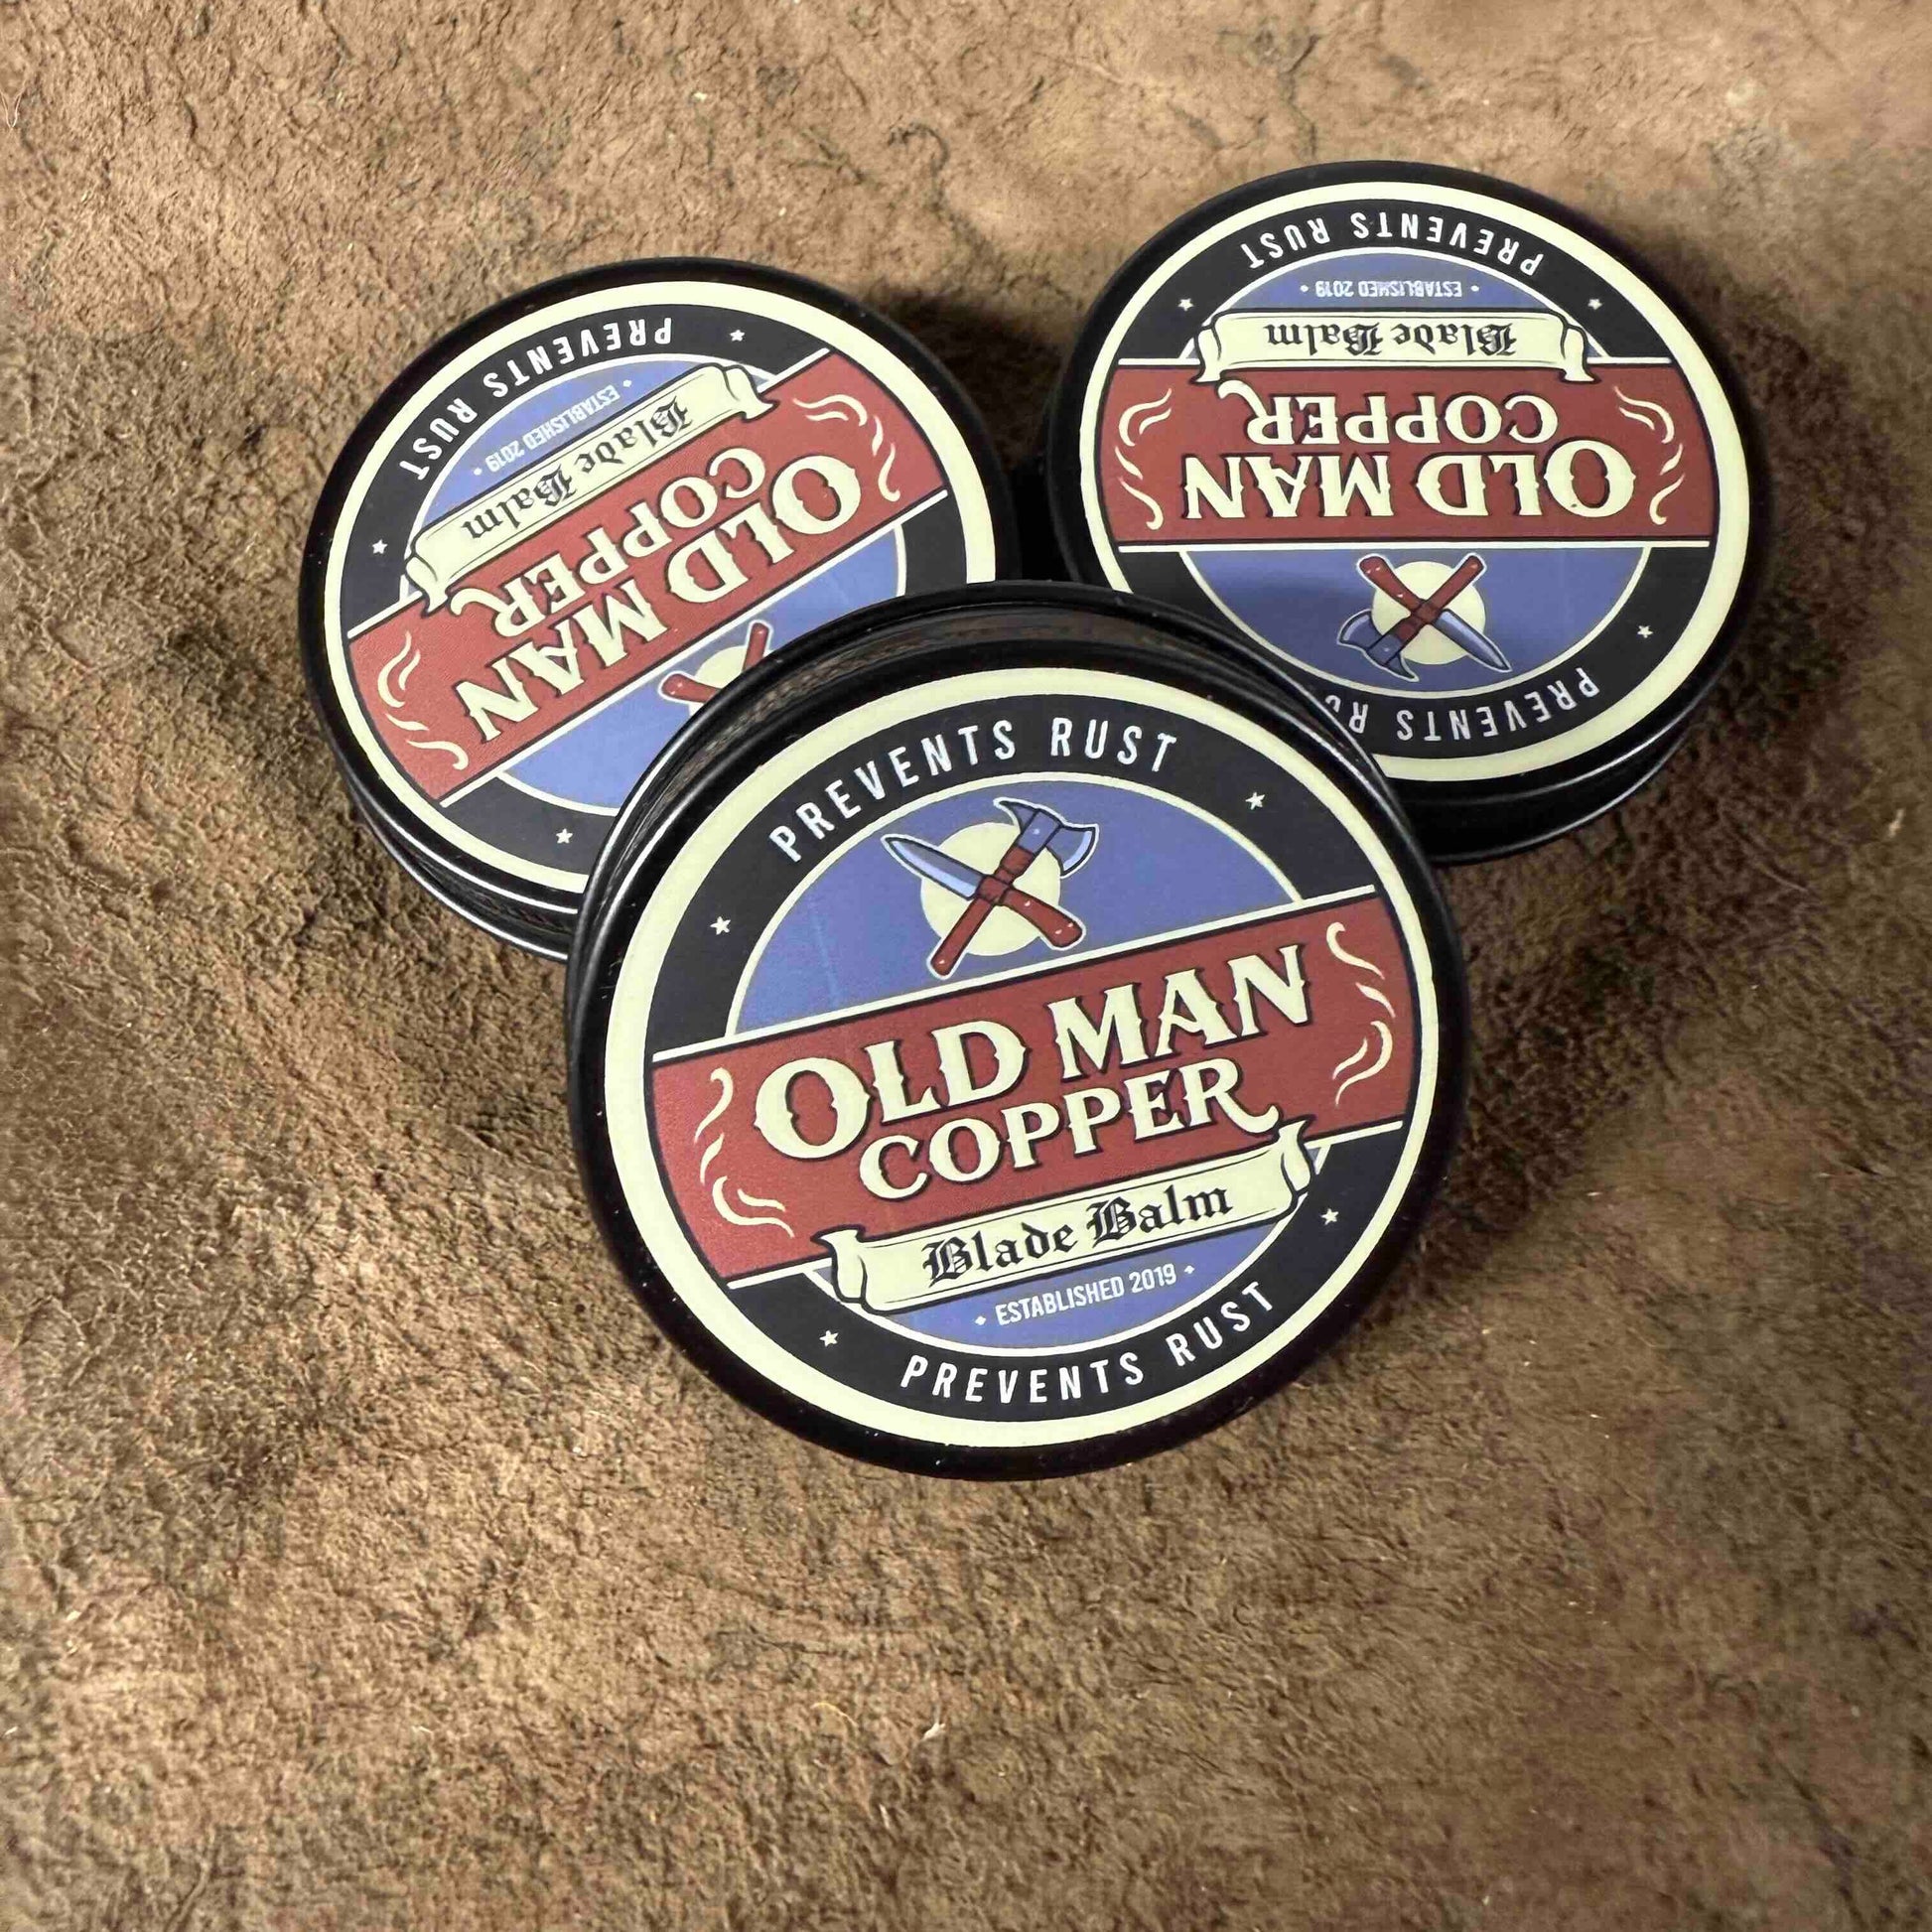 PREVENTS RUST
ESTABLISHED 2019
Blade Balm
COPPER
OLD MAN
PREVENTS RUST
ESTABLISHED 2019
Blade Balm
COPPER
OLD MAN
PREVENTS
PREVENTS RUST
OLD MAN
COPPER
Blade Balm
ESTABLISHED 2019
PREVENTS RUST